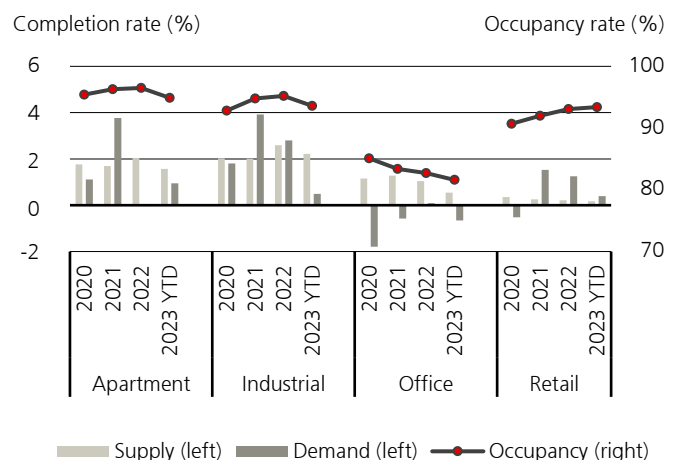 Completion rate (%) Occupancy rate (%)
6 100
4 90
2
0 80
-2 70
2020 2021 2022 2023 YTD 2020 2021 2022 2023 YTD 2020 2021 2022 2023 YTD 2020 2021 2022 2023 YTD
Apartment Industrial Office Retail
Supply (left) Demand (left) Occupancy (right)